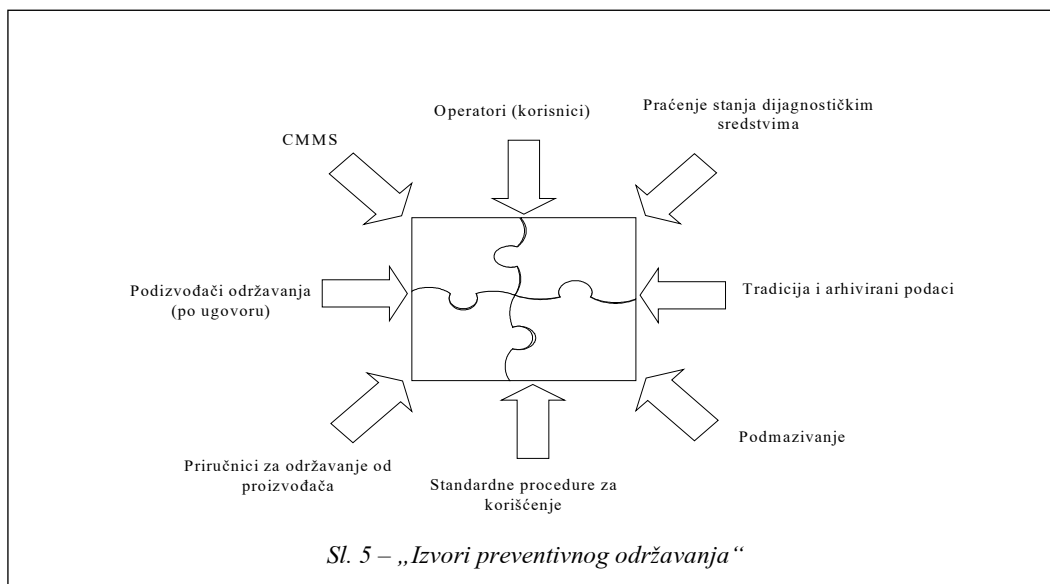 Operatori (korisnici)
Praćenje stanja dijagnostičkim
sredstvima
CMMS
Podizvođači održavanja
(po ugovoru)
Tradicija i arhivirani podaci
Podmazivanje
Priručnici za održavanje od
proizvođača
Standardne procedure za
korišćenje
Sl. 5 – „Izvori preventivnog održavanja“